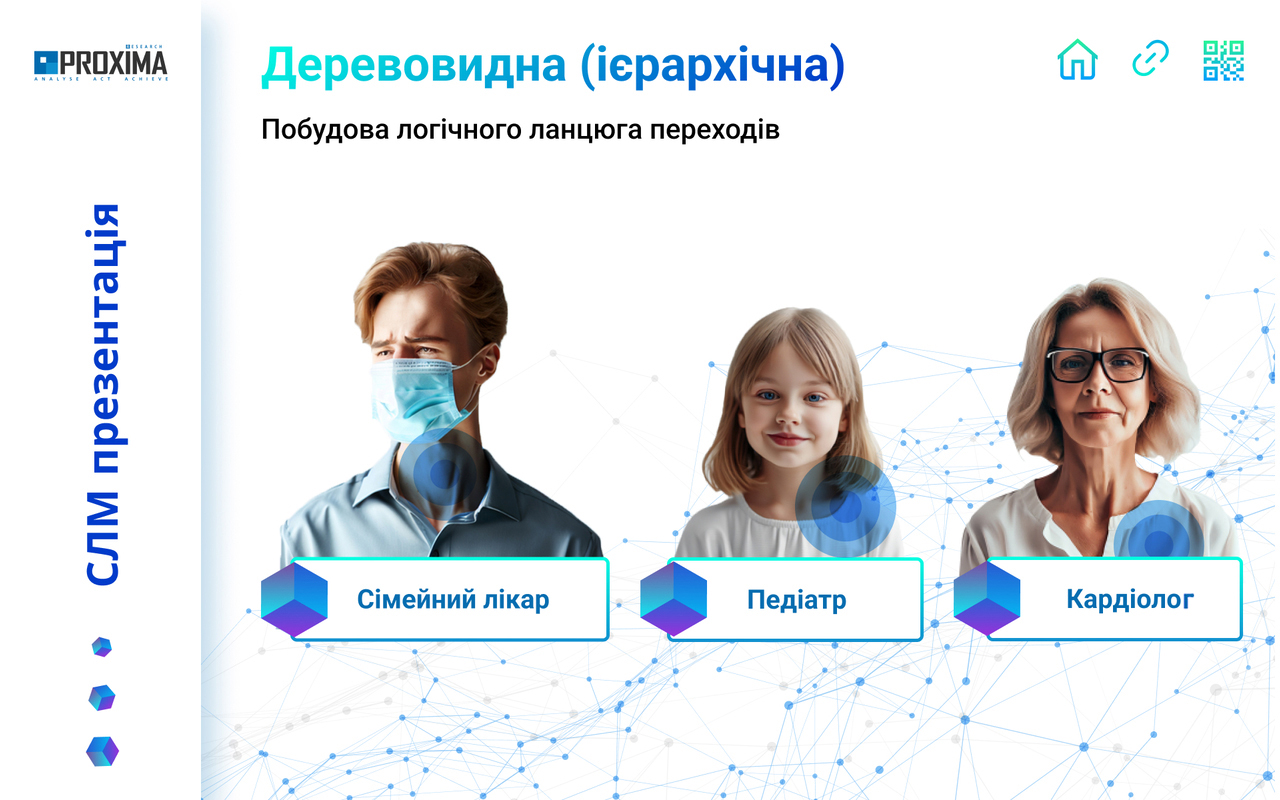 RESEARCH
PROXIMA
ANALYSE ACT ACHIEVE
СЛМ презентація
Деревовидна (ієрархічна)
Побудова логічного ланцюга переходів
Сімейний лікар
Педіатр
Кардіолог